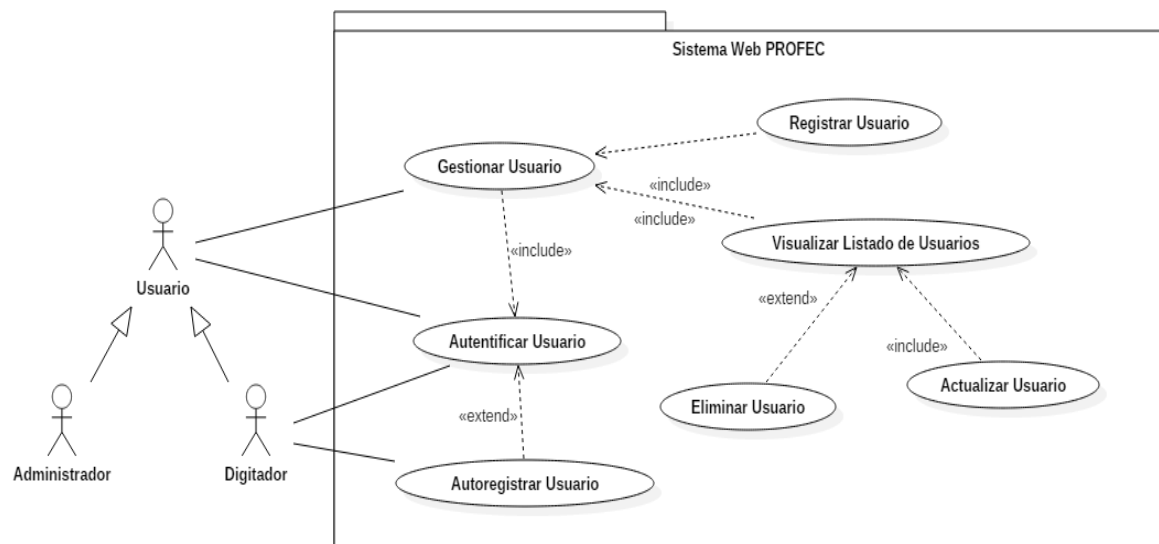 Sistema Web PROFEC
Registrar Usuario
Gestionar Usuario
«include»
«include»
Visualizar Listado de Usuarios
«include»
Usuario
«extend»
Autentificar Usuario
«include»
Actualizar Usuario
Eliminar Usuario
«extend»
Administrador
Digitador
Autoregistrar Usuario